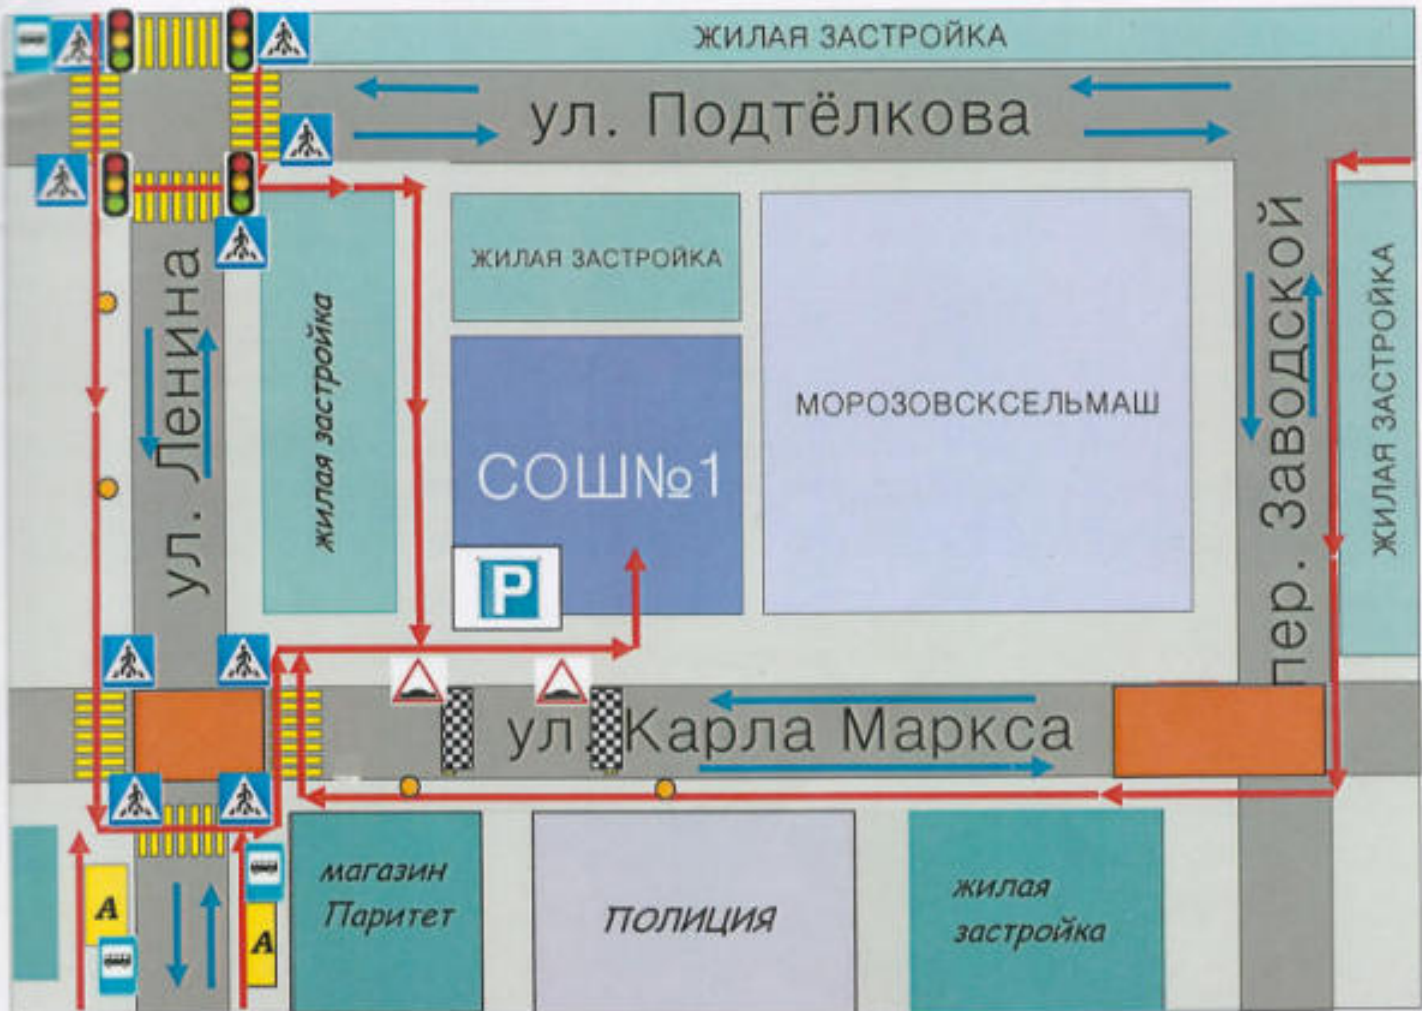 ЖИЛАЯ ЗАСТРОЙКА
ул. Подтёлкова
ул. Ленина
жилая застройка
ЖИЛАЯ ЗАСТРОЙКА
СОШ№1
P
МОРОЗОВСКСЕЛЬМАШ
пер. Заводской
ЖИЛАЯ ЗАСТРОЙКА
ул. Карла Маркса
А
А
магазин
Паритет
ПОЛИЦИЯ
жилая
застройка